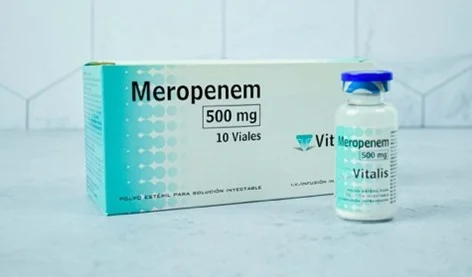 Meropenem
500 mg
10 Viales
Vit
POLVO ESTÉRIL PARA SOLUCIÓN INYECTABLE
Meropenem
500 mg
Vitalis